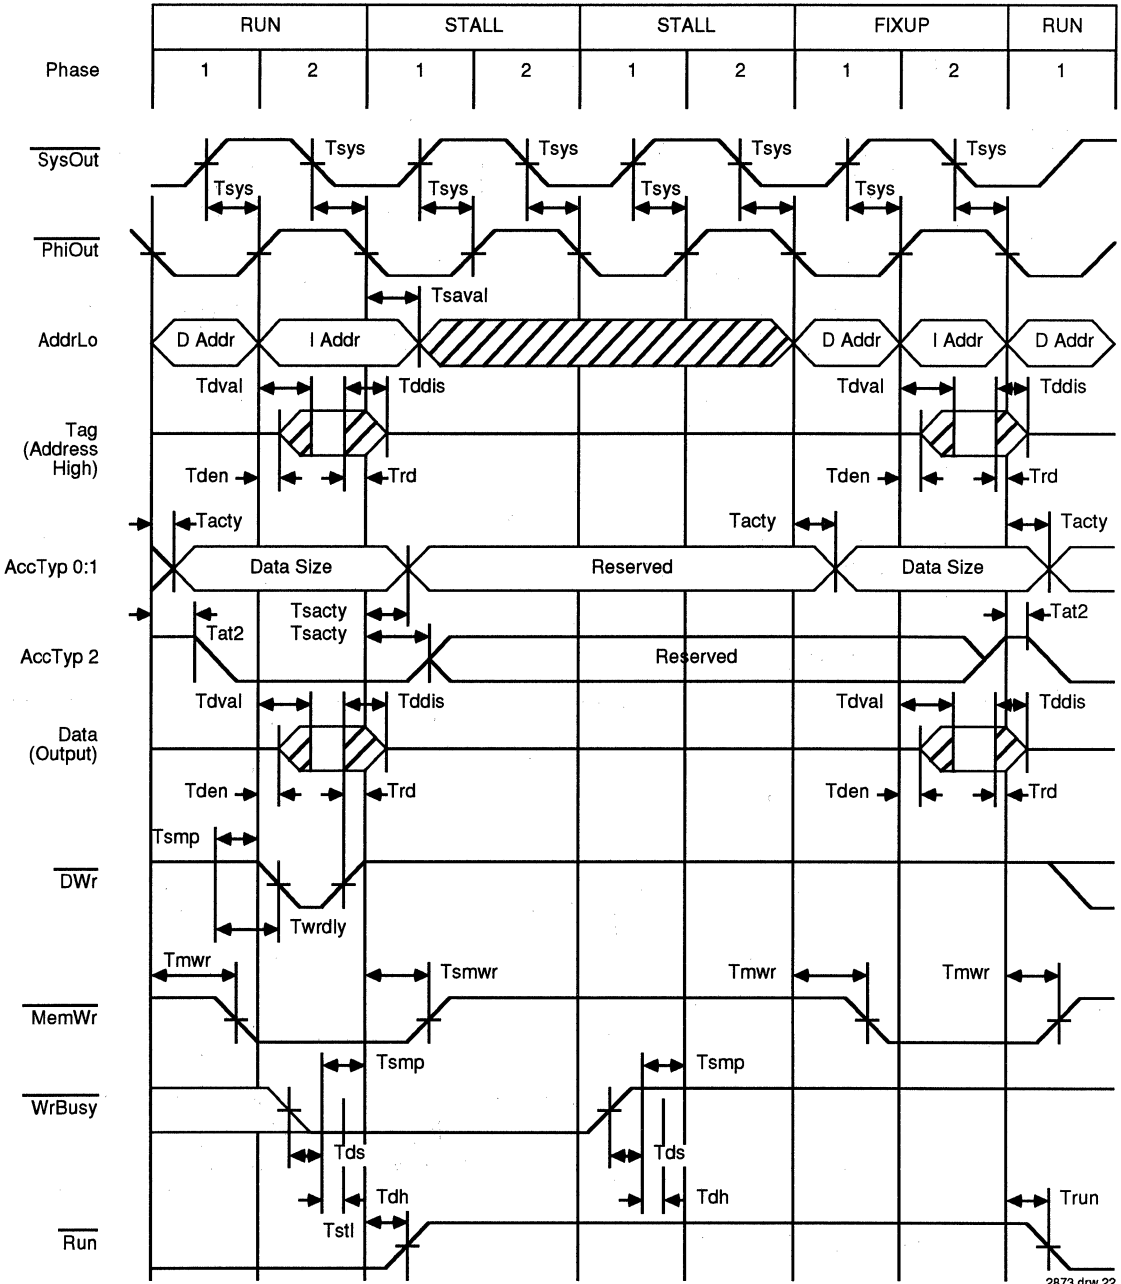 RUN STALL STALL FIXUP RUN
Phase 1 2 1 2 1 2 1 2 1
SysOut Tsys Tsys Tsys Tsys
Tsys Tsys Tsys Tsys
PhiOut
Tsaval
AddrLo D Addr I Addr D Addr I Addr D Addr
Tdval Tddis Tdval Tddis
Tag
(Address
High)
Tden Trd Tden Trd
Tacty Tacty Tacty
AccTyp 0:1 Data Size Reserved Data Size
Tsacty Tat2
Tat2 Tsacty
AccTyp 2 Reserved
Tdval Tddis Tdval Tddis
Data
(Output)
Tden Trd Tden Trd
Tsmp
DWr
Twrdly
Tmwr Tsmwr Tmwr Tmwr
MemWr
Tsmp Tsmp
WrBusy
Tds Tds
Tdh Tdh Trun
Tstl
Run
2873 drw 22